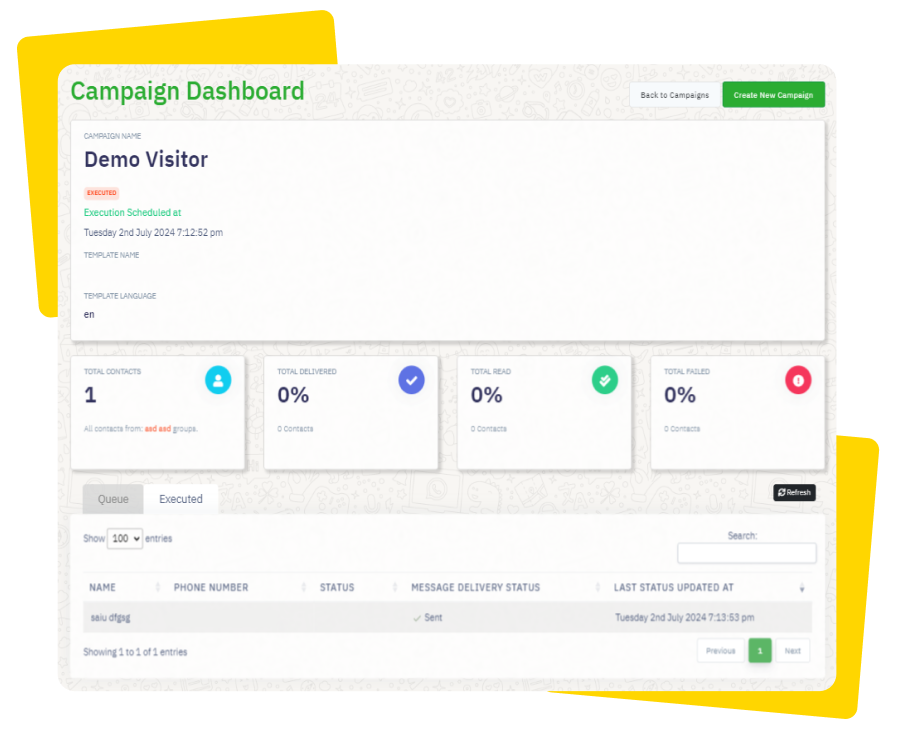 Campaign Dashboard
Back to Campaigns
Create New Campaign
CAMPAIGN NAME
Demo Visitor
EXECUTED
Execution Scheduled at
Tuesday 2nd July 2024 7:12:52 pm
TEMPLATE NAME
TEMPLATE LANGUAGE
en
TOTAL CONTACTS
1
All contacts from: asd asd groups.
TOTAL DELIVERED
0%
0 Contacts
TOTAL READ
0%
0 Contacts
TOTAL FAILED
0%
0 Contacts
Queue
Executed
Refresh
Show 100 entries
Search:
NAME PHONE NUMBER STATUS MESSAGE DELIVERY STATUS LAST STATUS UPDATED AT
saiu dfgsg Sent Tuesday 2nd July 2024 7:13:53 pm
Showing 1 to 1 of 1 entries
Previous 1 Next